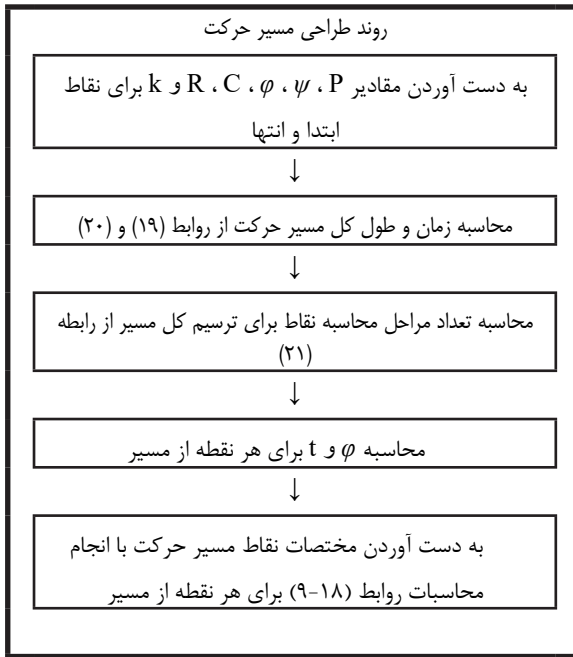 روند طراحی مسیر حرکت
به دست آوردن مقادیر R ، C ، φ ، ψ ، P و k برای نقاط
ابتدا و انتها
↓
محاسبه زمان و طول کل مسیر حرکت از روابط (۱۹) و (۲۰)
↓
محاسبه تعداد مراحل محاسبه نقاط برای ترسیم کل مسیر از رابطه
(۲۱)
↓
محاسبه φ و t برای هر نقطه از مسیر
↓
به دست آوردن مختصات نقاط مسیر حرکت با انجام
محاسبات روابط (۱۸-۹) برای هر نقطه از مسیر